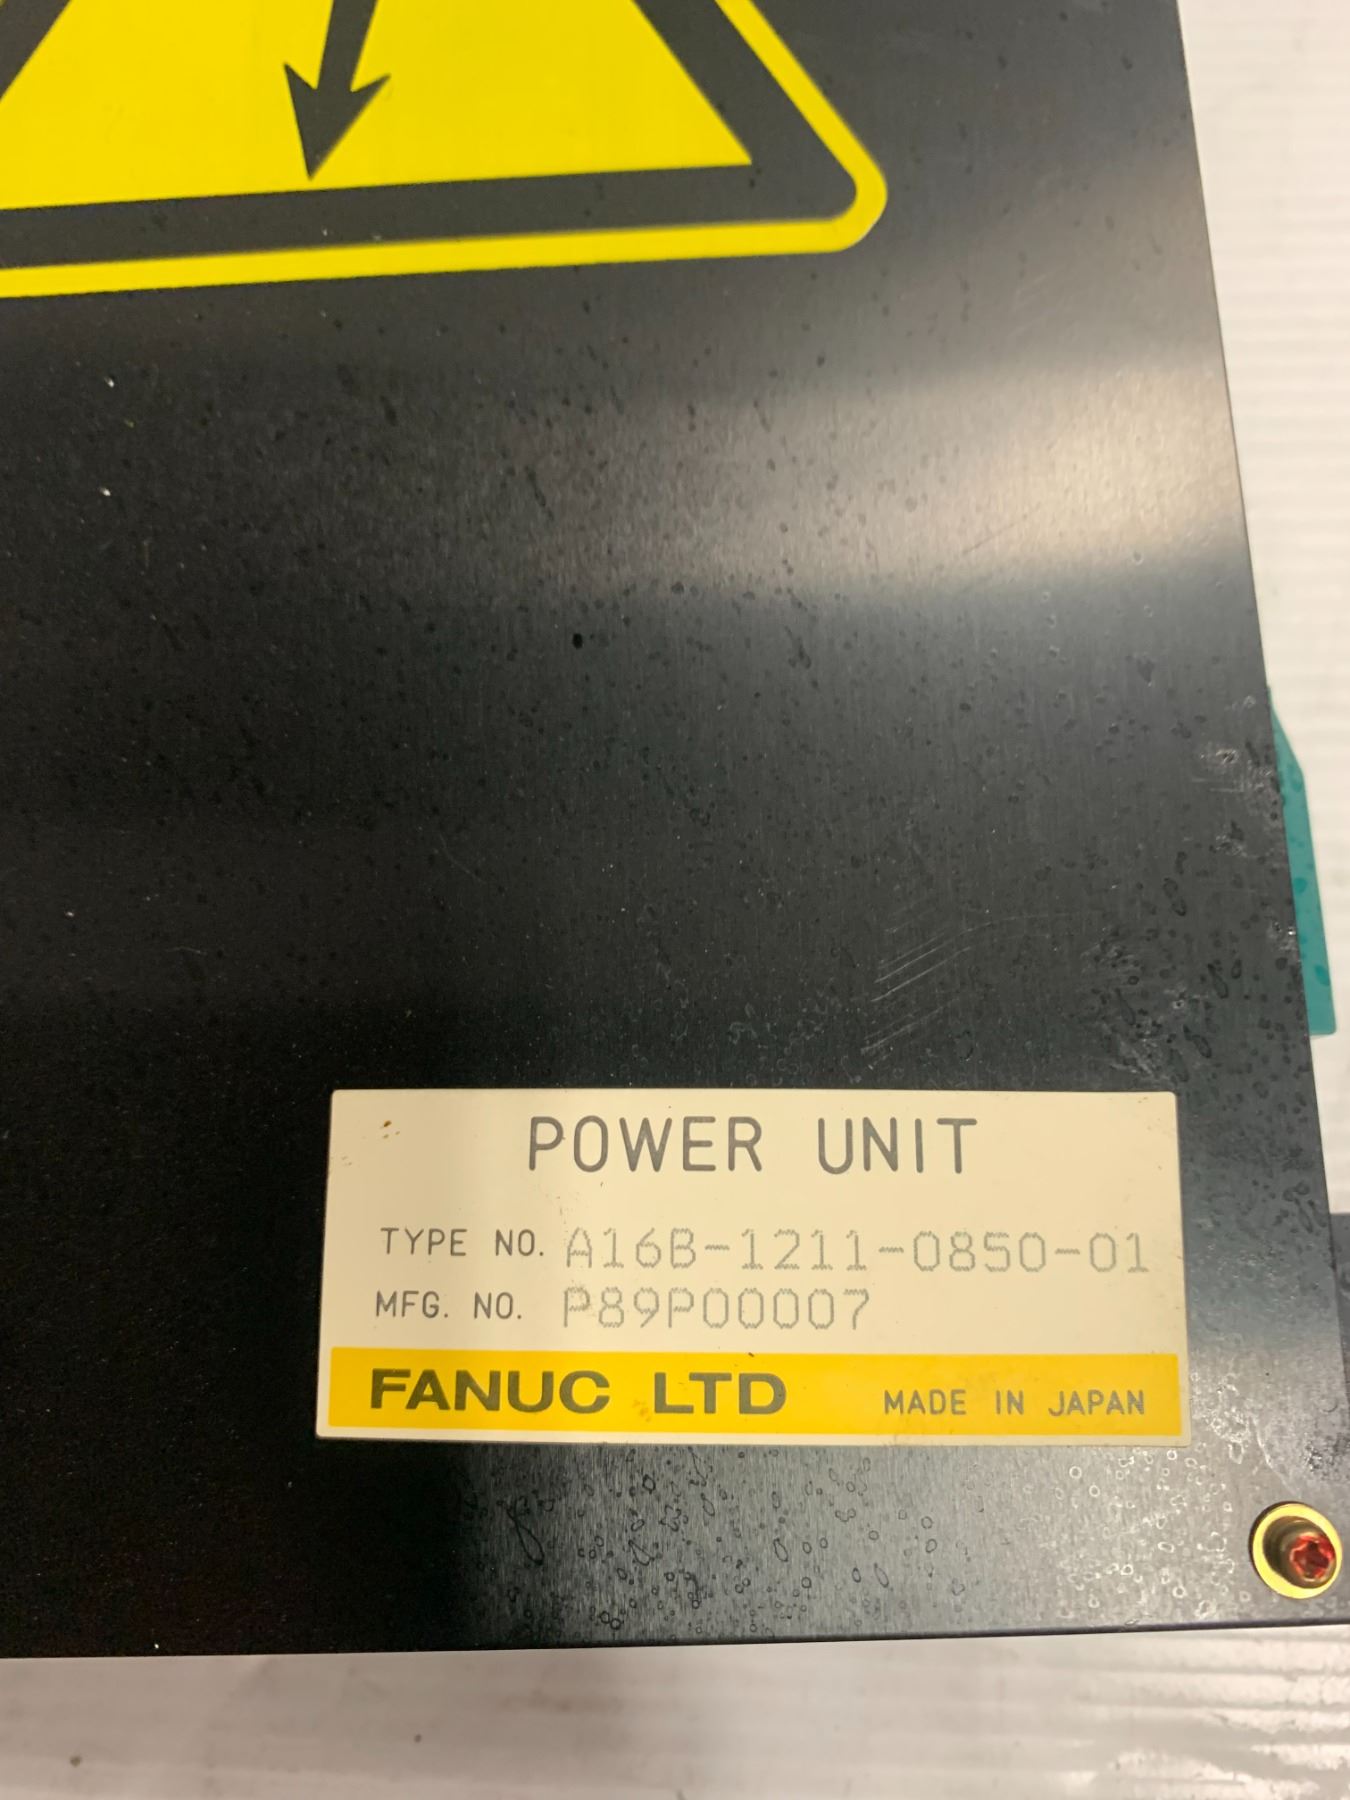 POWER UNIT
TYPE NO. A16B-1211-0850-01
MFG. NO. P89P00007
FANUC LTD MADE IN JAPAN